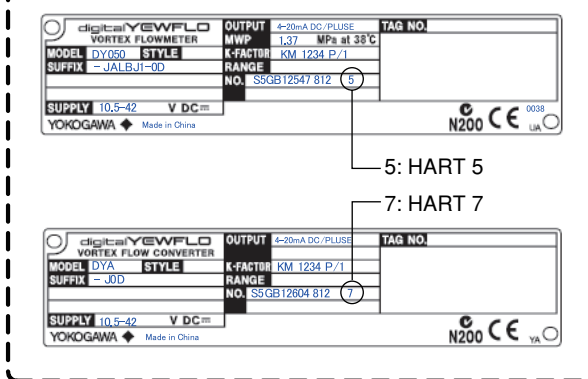 digitalYEWFLO
VORTEX FLOWMETER
MODEL DY050 STYLE
SUFFIX - JALBJ1-0D
SUPPLY 10.5-42 V DC
YOKOGAWA ◆ Made in China
OUTPUT 4-20mA DC/PLUSE
MWP 1.37 MPa at 38°C
K-FACTOR KM 1234 P/1
RANGE
NO. S5GB12547 812 5
TAG NO.
N200 CE 0038
UA
5: HART 5
7: HART 7
digitalYEWFLO
VORTEX FLOW CONVERTER
MODEL DYA STYLE
SUFFIX - J0D
SUPPLY 10.5-42 V DC
YOKOGAWA ◆ Made in China
OUTPUT 4-20mA DC/PLUSE
K-FACTOR KM 1234 P/1
RANGE
NO. S5GB12604 812 7
TAG NO.
N200 CE YA